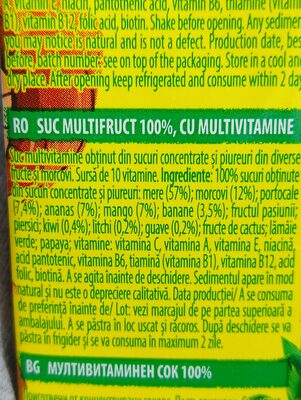 min, pantothenic acid, vitamin B6, thiamine (vitamin
B1), vitamin B12, folic acid, biotin. Shake before opening. Any sediment
you find is natural and is not a defect. Production date, best
before, Batch number: see on top of the packaging. Store in a cool and
dry place. After opening keep refrigerated and consume within 2 days
RO SUC MULTIFRUCT 100%, CU MULTIVITAMINE
Suc multivitamine obținut din sucuri concentrate și piureuri din diverse
fructe și morcovi. Sursă de 10 vitamine. Ingrediente: 100% sucuri obținute
din sucuri concentrate și piureuri: mere (57%); morcovi (12%); portocale
(7,4%); ananas (7%); mango (7%); banane (3,5%); fructul pasiunii;
piersici; kiwi (0,4%); litchi (0,2%); guava (0,2%); fructe de cactus; lămâie
verde; papaya; vitamine: vitamina C, vitamina A, vitamina E, niacină,
acid pantotenic, vitamina B6, tiamină (vitamina B1), vitamina B12, acid
folic, biotină. A se agita înainte de deschidere. Sedimentul apare în mod
natural și nu este o depreciere calitativă. Data producției/ A se consuma
de preferință înainte de/ Lot: vezi marcajul de pe partea superioară a
ambalajului. A se păstra în loc uscat și răcoros. După deschidere se va
păstra în frigider și se va consuma în maximum 2 zile.
BG МУЛТИВИТАМИНЕН СОК 100%